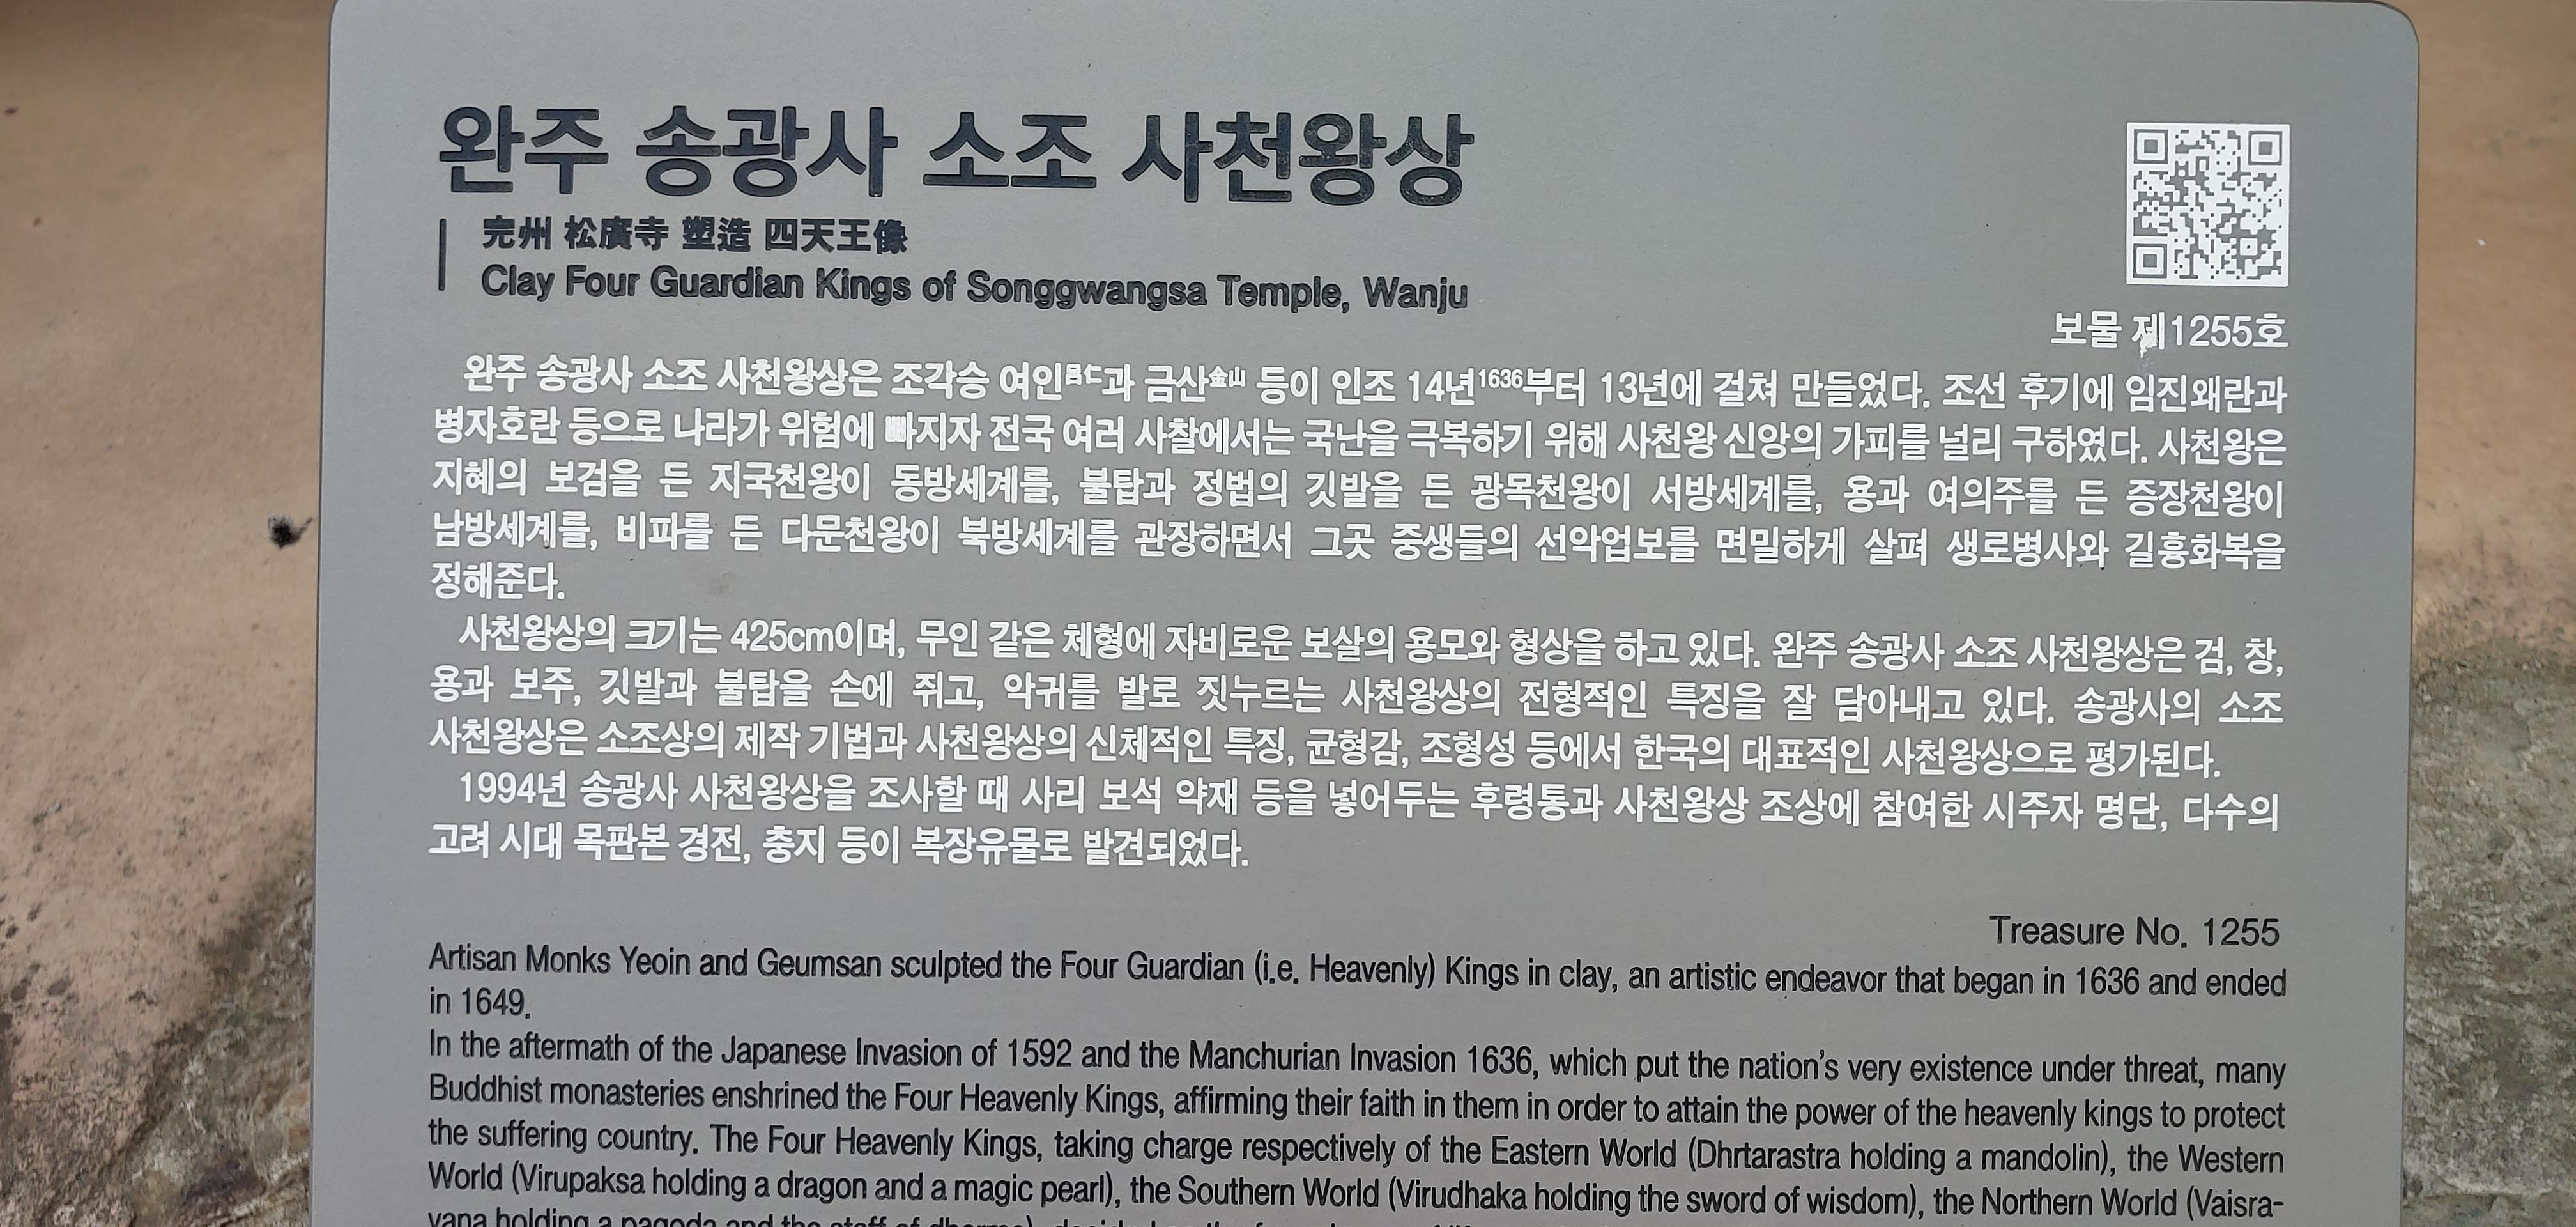 완주 송광사 소조 사천왕상
完州 松廣寺 塑造 四天王像
Clay Four Guardian Kings of Songgwangsa Temple, Wanju
보물 제1255호
완주 송광사 소조 사천왕상은 조각승 여인呂仁과 금산金山 등이 인조 14년1636부터 13년에 걸쳐 만들었다. 조선 후기에 임진왜란과
병자호란 등으로 나라가 위험에 빠지자 전국 여러 사찰에서는 국난을 극복하기 위해 사천왕 신앙의 가피를 널리 구하였다. 사천왕은
지혜의 보검을 든 지국천왕이 동방세계를, 불탑과 정법의 깃발을 든 광목천왕이 서방세계를, 용과 여의주를 든 증장천왕이
남방세계를, 비파를 든 다문천왕이 북방세계를 관장하면서 그곳 중생들의 선악업보를 면밀하게 살펴 생로병사와 길흉화복을
정해준다.
사천왕상의 크기는 425cm이며, 무인 같은 체형에 자비로운 보살의 용모와 형상을 하고 있다. 완주 송광사 소조 사천왕상은 검, 창,
용과 보주, 깃발과 불탑을 손에 쥐고, 악귀를 발로 짓누르는 사천왕상의 전형적인 특징을 잘 담아내고 있다. 송광사의 소조
사천왕상은 소조상의 제작 기법과 사천왕상의 신체적인 특징, 균형감, 조형성 등에서 한국의 대표적인 사천왕상으로 평가된다.
1994년 송광사 사천왕상을 조사할 때 사리 보석 약재 등을 넣어두는 후령통과 사천왕상 조상에 참여한 시주자 명단, 다수의
고려 시대 목판본 경전, 충지 등이 복장유물로 발견되었다.
Treasure No. 1255
Artisan Monks Yeoin and Geumsan sculpted the Four Guardian (i.e. Heavenly) Kings in clay, an artistic endeavor that began in 1636 and ended
in 1649.
In the aftermath of the Japanese Invasion of 1592 and the Manchurian Invasion 1636, which put the nation's very existence under threat, many
Buddhist monasteries enshrined the Four Heavenly Kings, affirming their faith in them in order to attain the power of the heavenly kings to protect
the suffering country. The Four Heavenly Kings, taking charge respectively of the Eastern World (Dhrtarastra holding a mandolin), the Western
World (Virupaksa holding a dragon and a magic pearl), the Southern World (Virudhaka holding the sword of wisdom), the Northern World (Vaisra-
vana holding a pagoda and the staff of dharma)